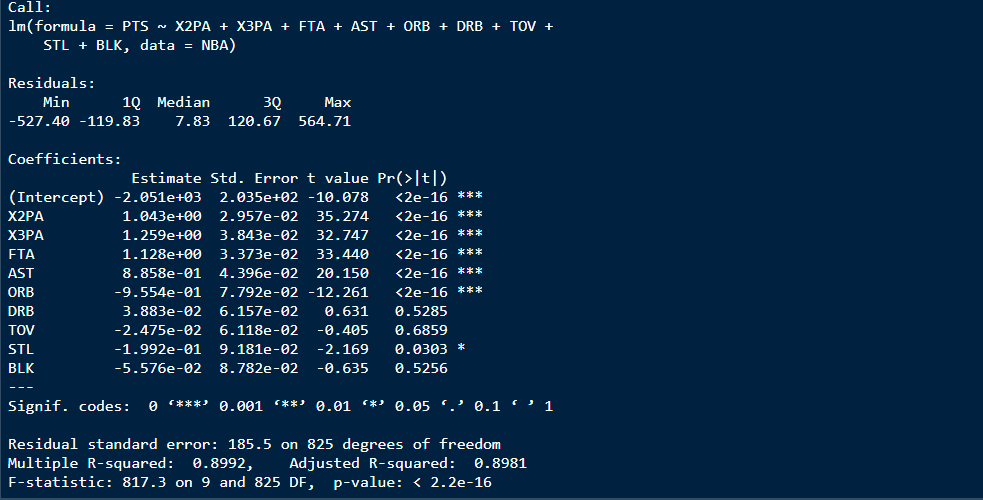 Call:
lm(formula = PTS ~ X2PA + X3PA + FTA + AST + ORB + DRB + TOV +
    STL + BLK, data = NBA)
Residuals:
    Min      1Q  Median      3Q     Max
-527.40 -119.83    7.83  120.67  564.71
Coefficients:
              Estimate Std. Error t value Pr(>|t|)
(Intercept) -2.051e+03  2.035e+02 -10.078   <2e-16 ***
X2PA         1.043e+00  2.957e-02  35.274   <2e-16 ***
X3PA         1.259e+00  3.843e-02  32.747   <2e-16 ***
FTA          1.128e+00  3.373e-02  33.440   <2e-16 ***
AST          8.858e-01  4.396e-02  20.150   <2e-16 ***
ORB         -9.554e-01  7.792e-02 -12.261   <2e-16 ***
DRB          3.883e-02  6.157e-02   0.631   0.5285
TOV         -2.475e-02  6.118e-02  -0.405   0.6859
STL         -1.992e-01  9.181e-02  -2.169   0.0303 *
BLK         -5.576e-02  8.782e-02  -0.635   0.5256
---
Signif. codes:  0 ‘***’ 0.001 ‘**’ 0.01 ‘*’ 0.05 ‘.’ 0.1 ‘ ’ 1
Residual standard error: 185.5 on 825 degrees of freedom
Multiple R-squared:  0.8992,    Adjusted R-squared:  0.8981
F-statistic: 817.3 on 9 and 825 DF,  p-value: < 2.2e-16